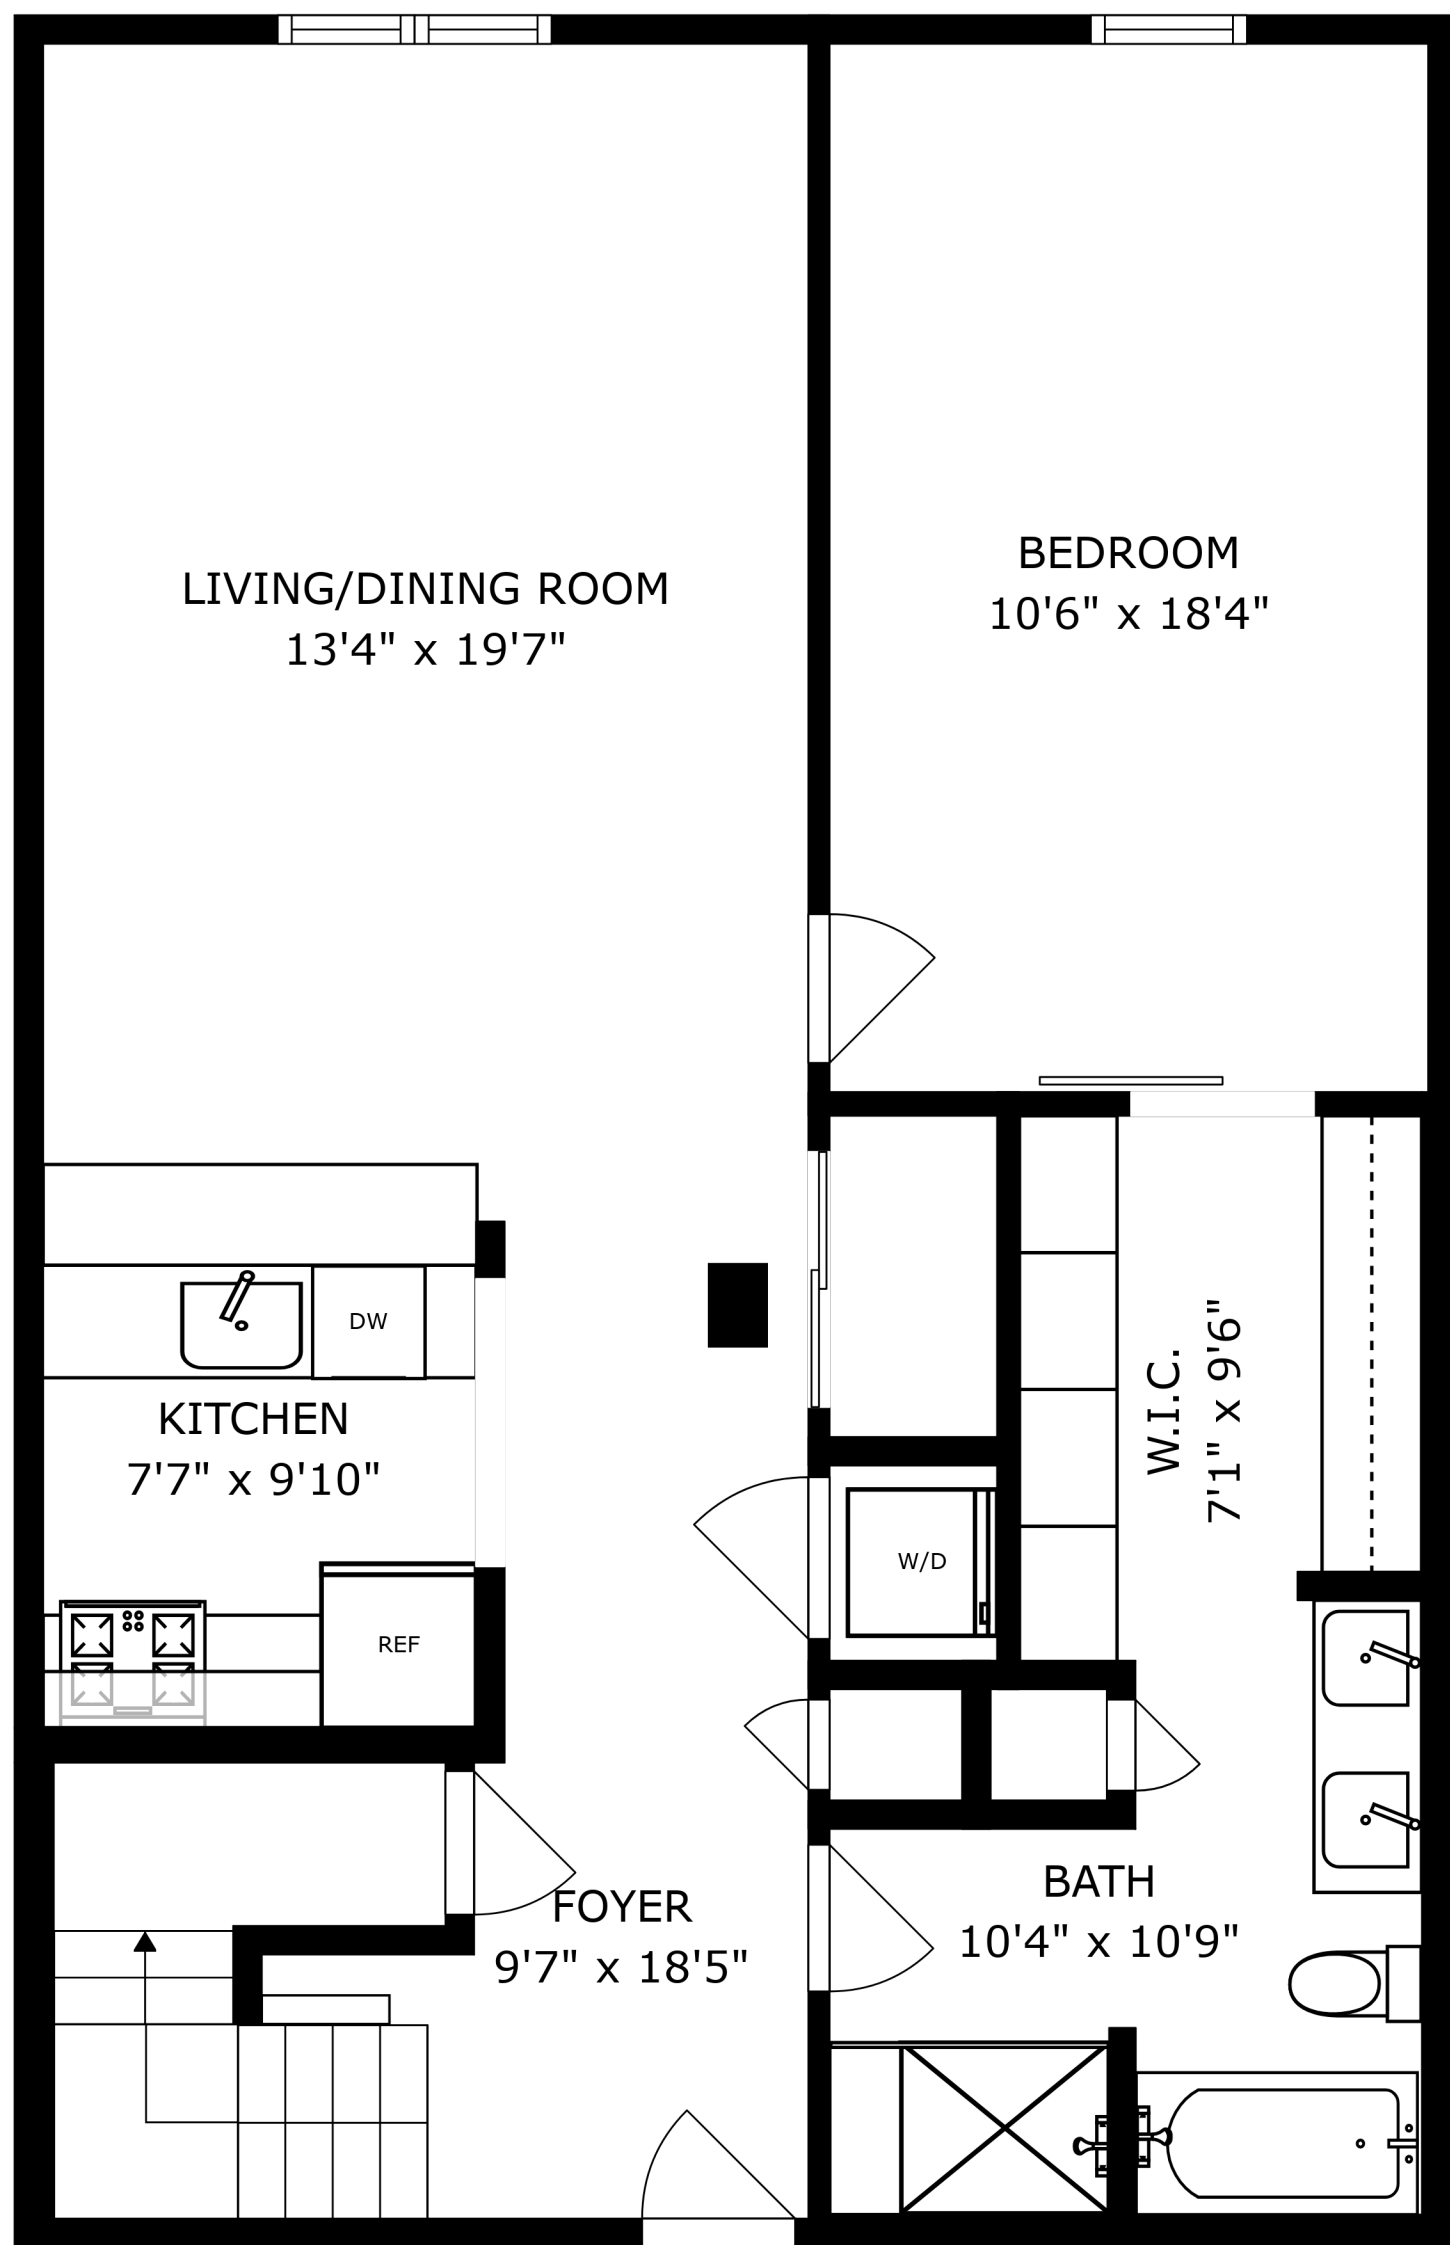 BEDROOM
10'6" x 18'4"
LIVING/DINING ROOM
13'4" x 19'7"
DW
KITCHEN
7'7" x 9'10"
W.I.C.
7'1" x 9'6"
W/D
REF
BATH
10'4" x 10'9"
FOYER
9'7" x 18'5"